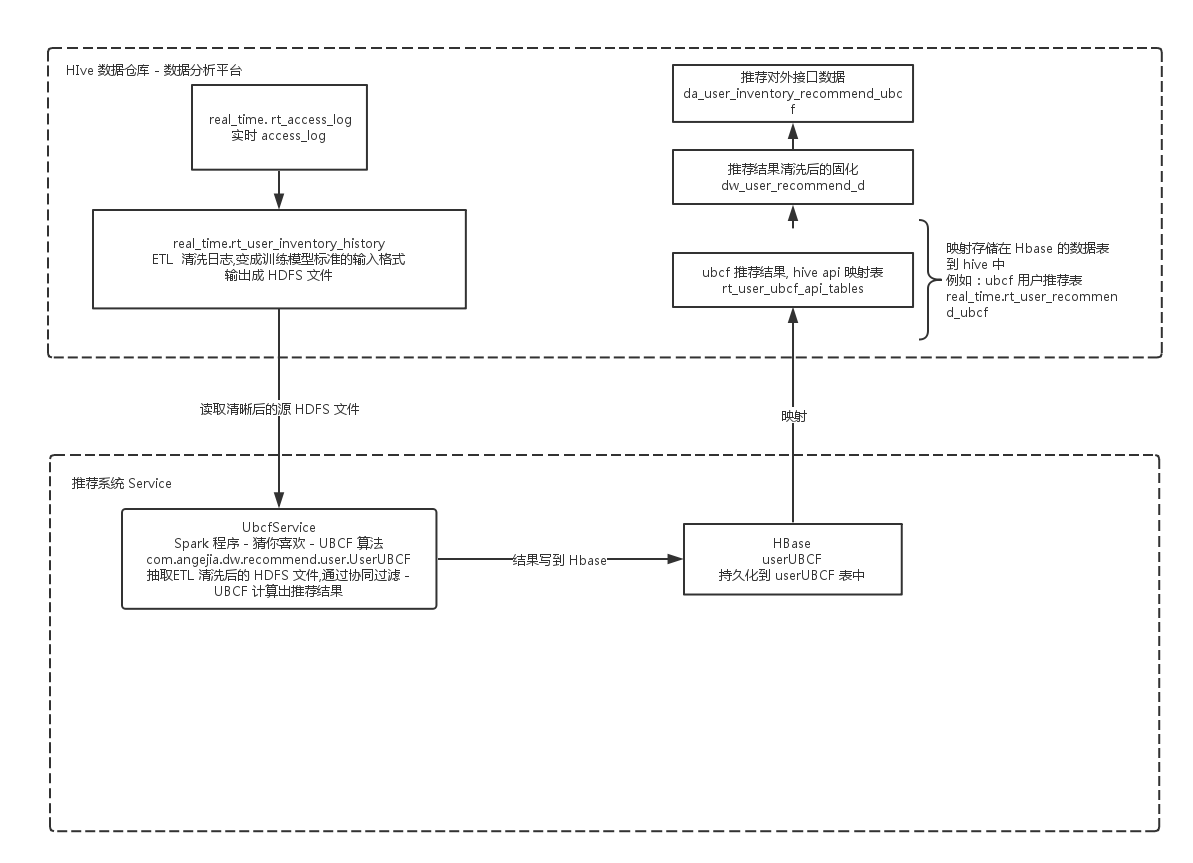 HIve 数据仓库 - 数据分析平台
real_time. rt_access_log
实时 access_log
real_time.rt_user_inventory_history
ETL 清洗日志,变成训练模型标准的输入格式
输出成 HDFS 文件
推荐对外接口数据
da_user_inventory_recommend_ubc
f
推荐结果清洗后的固化
dw_user_recommend_d
ubcf 推荐结果, hive api 映射表
rt_user_ubcf_api_tables
映射存储在 Hbase 的数据表
到 hive 中
例如：ubcf 用户推荐表
real_time.rt_user_recommen
d_ubcf
读取清晰后的源 HDFS 文件
映射
推荐系统 Service
UbcfService
Spark 程序 - 猜你喜欢 - UBCF 算法
com.angejia.dw.recommend.user.UserUBCF
抽取ETL 清洗后的 HDFS 文件,通过协同过滤 -
UBCF 计算出推荐结果
结果写到 Hbase
HBase
userUBCF
持久化到 userUBCF 表中